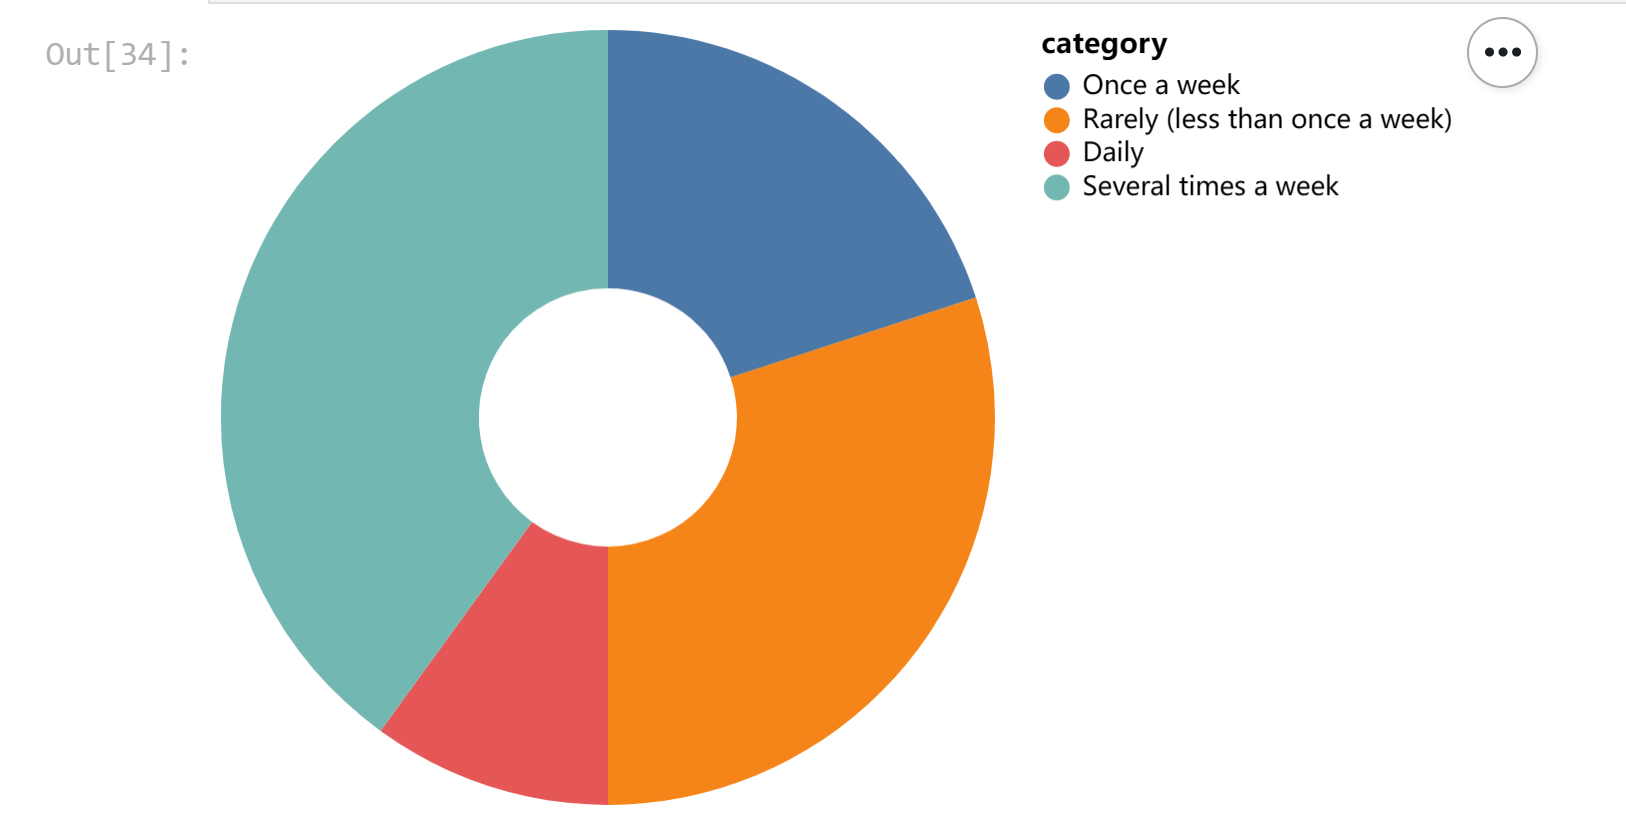 Out[34]:
category
Once a week
Rarely (less than once a week)
Daily
Several times a week